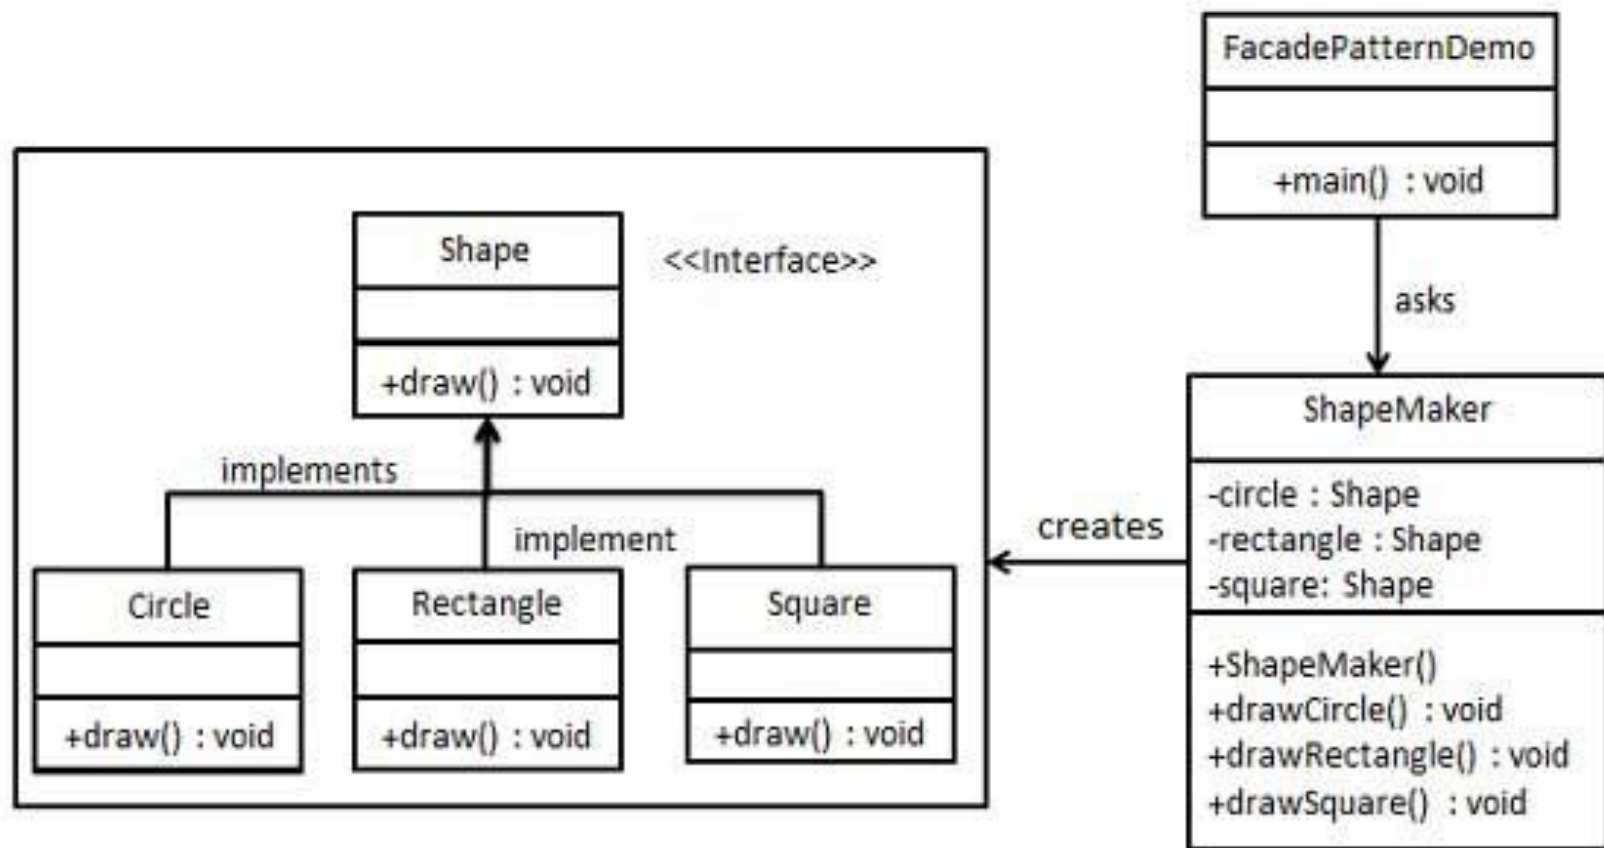 FacadePatternDemo
+main() : void
asks
Shape
<<Interface>>
+draw() : void
implements
implement
Circle
+draw() : void
Rectangle
+draw() : void
Square
+draw() : void
creates
ShapeMaker
-circle : Shape
-rectangle : Shape
-square: Shape
+ShapeMaker()
+drawCircle() : void
+drawRectangle() : void
+drawSquare() : void